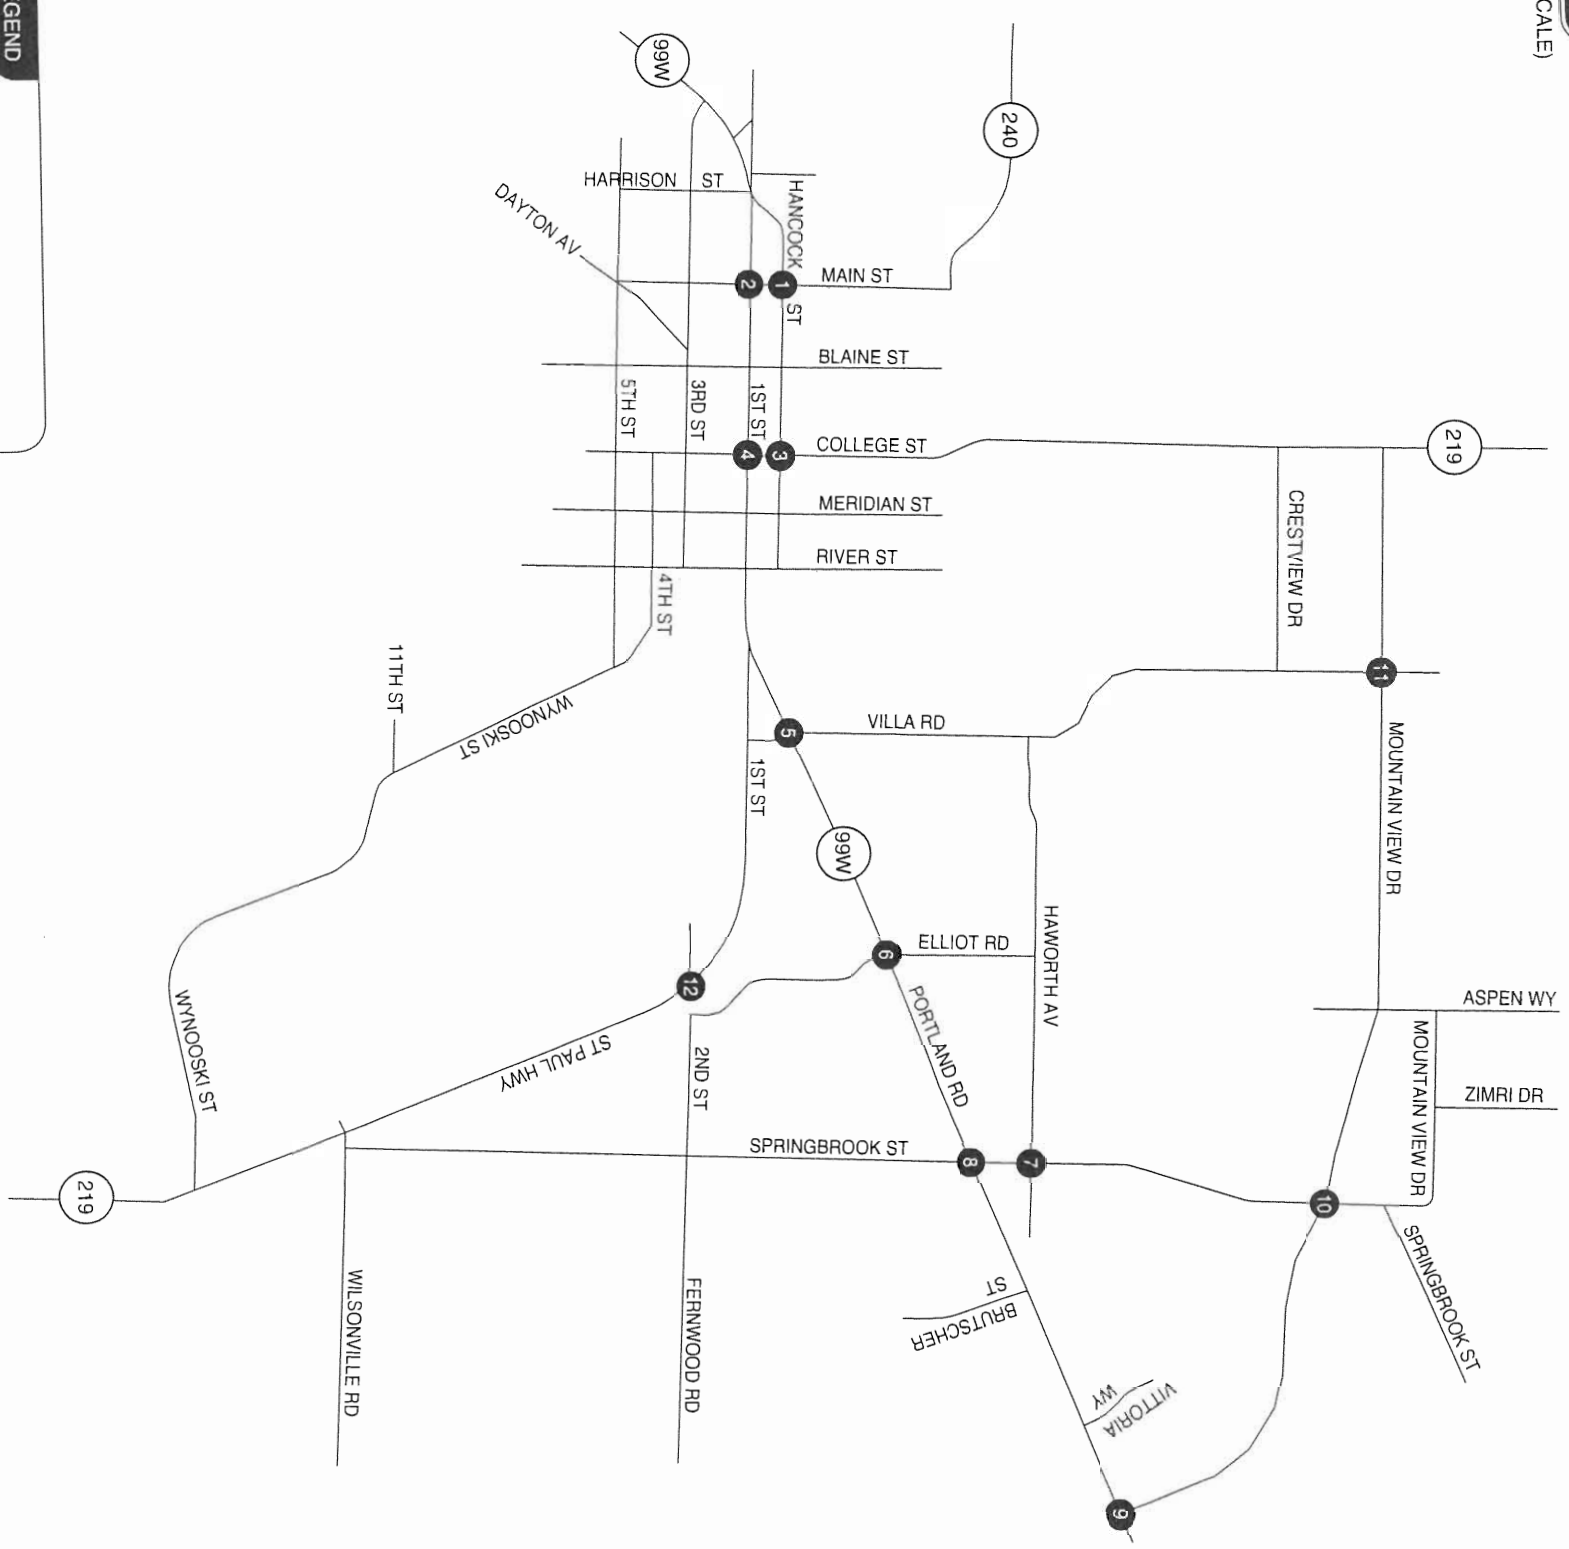 GEND
CALE)
99W
240
HARRISON ST
HANCOCK ST
DAYTON AV
MAIN ST
2
1
BLAINE ST
5TH ST
3RD ST
1ST ST
COLLEGE ST
219
4
3
CRESTVIEW DR
MERIDIAN ST
RIVER ST
4TH ST
11TH ST
WYNOOSKI ST
11
VILLA RD
5
MOUNTAIN VIEW DR
1ST ST
99W
ELLIOT RD
HAWORTH AV
6
12
PORTLAND RD
ASPEN WY
WYNOOSKI ST
ST PAUL HWY
2ND ST
MOUNTAIN VIEW DR
ZIMRI DR
SPRINGBROOK ST
8
7
219
10
SPRINGBROOK ST
WILSONVILLE RD
FERNWOOD RD
BRUTSCHER
ST
VITTORIA
WY
9